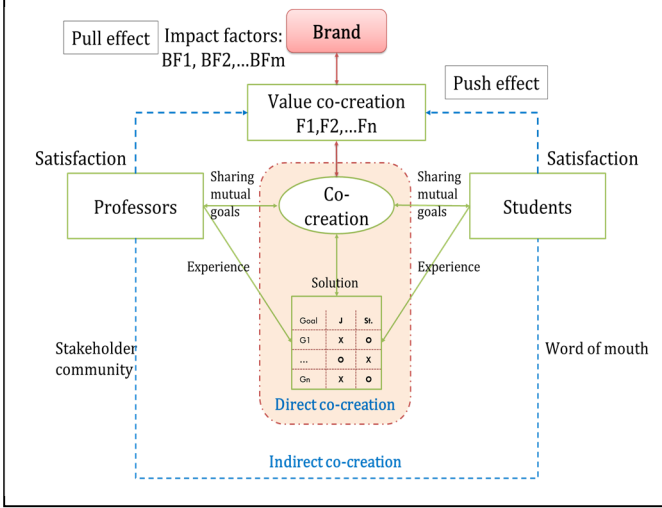 Pull effect
Impact factors:
BF1, BF2,...BFm
Brand
Push effect
Value co-creation
F1,F2,...Fn
Satisfaction
Satisfaction
Sharing
mutual
goals
Sharing
mutual
goals
Professors
Co-
creation
Students
Experience
Experience
Solution
Goal J St.
G1 X O
... O X
Gn X O
Stakeholder
community
Word of mouth
Direct co-creation
Indirect co-creation